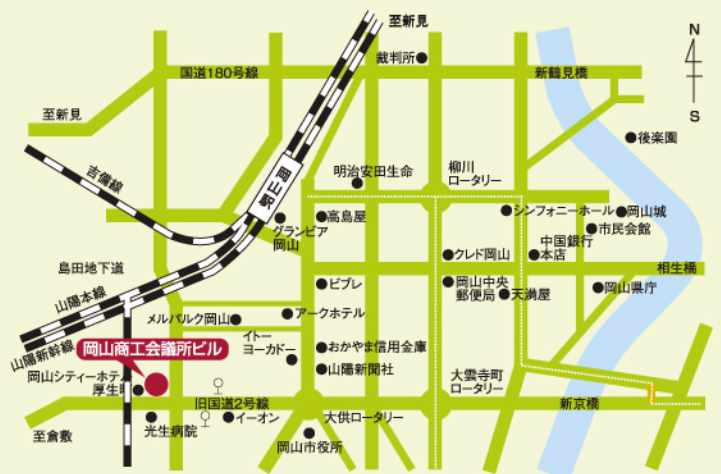 至新見
裁判所
N
S
国道180号線
新鶴見橋
至新見
後楽園
吉備線
明治安田生命
柳川
ロータリー
岡山駅
高島屋
グランビア
岡山
シンフォニーホール
岡山城
市民会館
中国銀行
本店
クレド岡山
島田地下道
相生橋
山陽本線
ビブレ
岡山中央
郵便局
天満屋
岡山県庁
メルパルク岡山
アークホテル
山陽新幹線
岡山商工会議所ビル
イトー
ヨーカドー
おかやま信用金庫
山陽新聞社
岡山シティーホテル
厚生町
大雲寺町
ロータリー
旧国道2号線
新京橋
光生病院
イーオン
大供ロータリー
至倉敷
岡山市役所